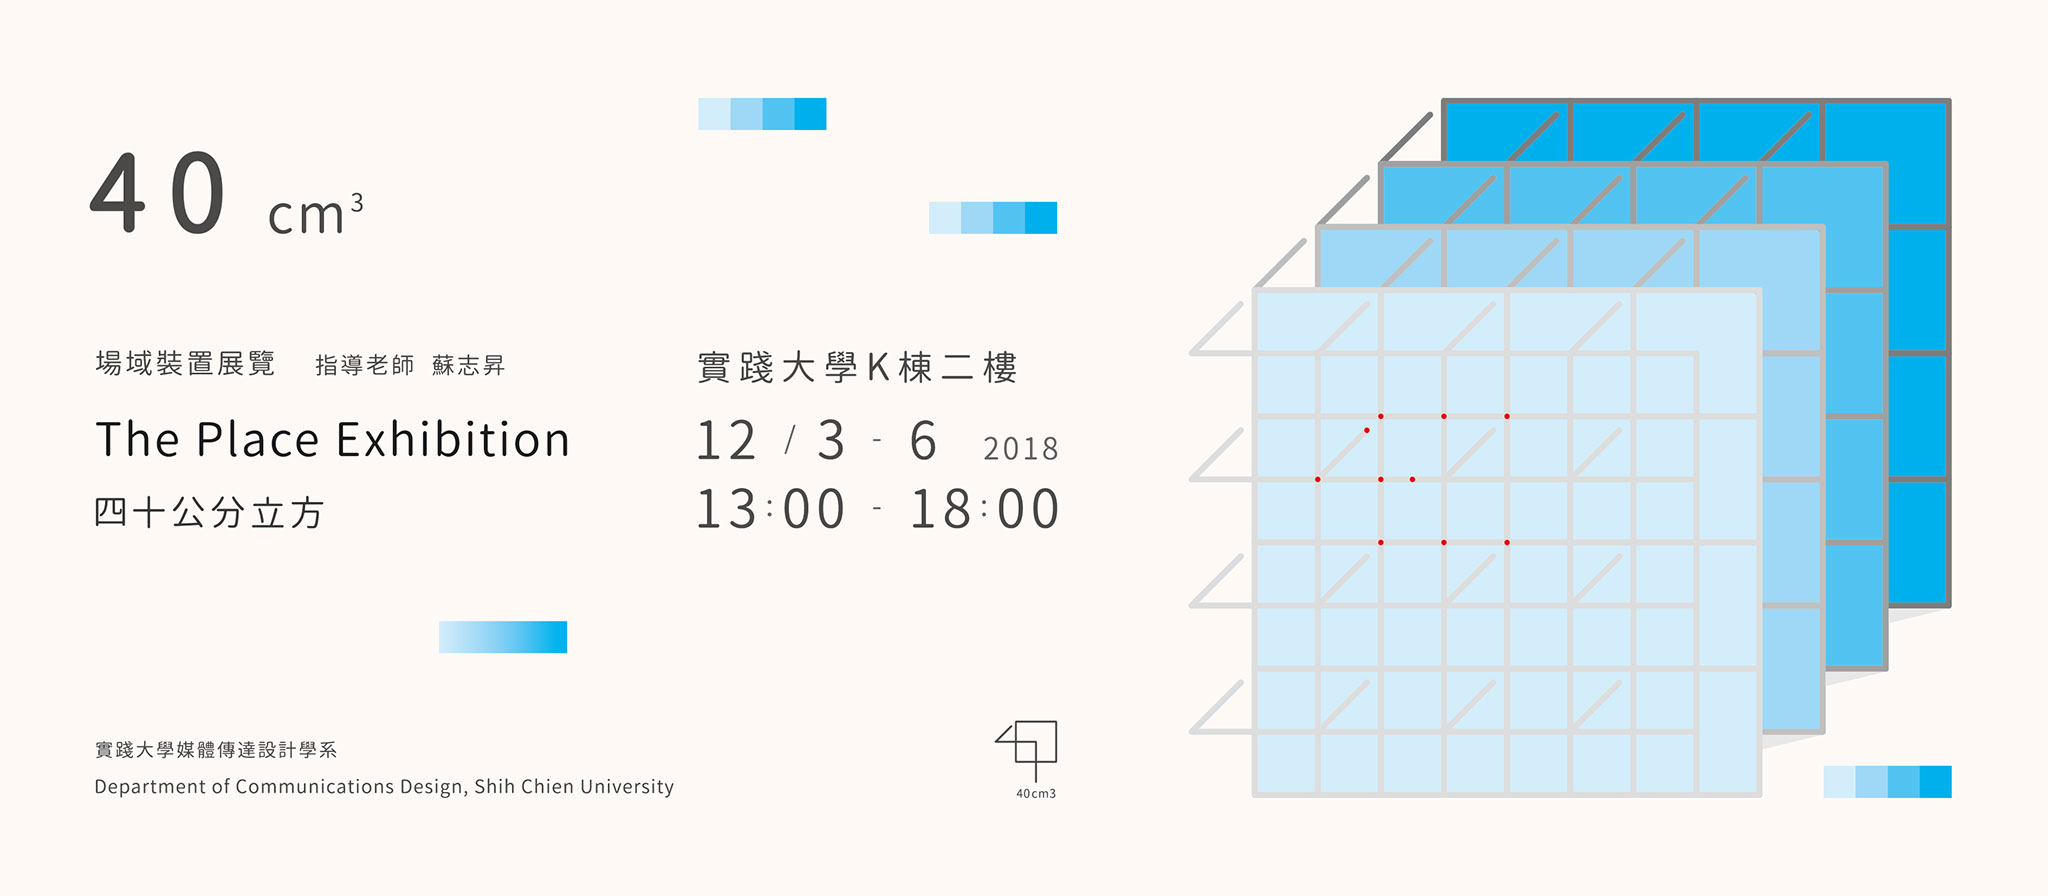 40 cm³
場域裝置展覽 指導老師 蘇志昇
The Place Exhibition
四十公分立方
實踐大學K棟二樓
12 / 3 - 6 2018
13:00 - 18:00
實踐大學媒體傳達設計學系
Department of Communications Design, Shih Chien University
40cm3